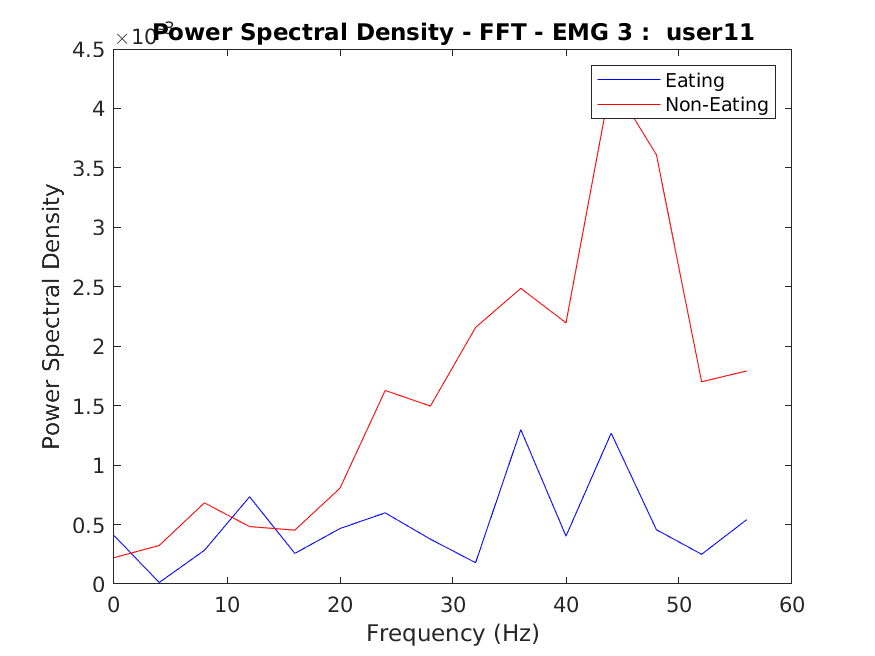 Power Spectral Density - FFT - EMG 3 : user11
×10
4.5
4
3.5
3
2.5
2
1.5
1
0.5
0
Power Spectral Density
Eating
Non-Eating
0 10 20 30 40 50 60
Frequency (Hz)